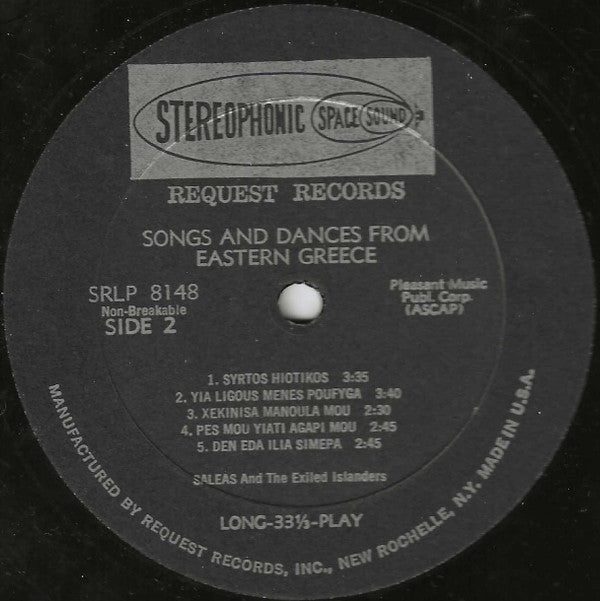 STEREOPHONIC SPACE SOUND
REQUEST RECORDS
SONGS AND DANCES FROM
EASTERN GREECE
SRLP 8148
Non-Breakable
SIDE 2
Pleasant Music
Publ. Corp.
(ASCAP)
1. SYRTOS HIOTIKOS 3:35
2. YIA LIGOUS MENES POUFYGA 3:40
3. XEKINISA MANOULA MOU 2:30
4. PES MOU YIATI AGAPI MOU 2:45
5. DEN EDA ILIA SIMEPA 2:45
SALEAS And The Exiled Islanders
LONG-33⅓-PLAY
MANUFACTURED BY REQUEST RECORDS, INC., NEW ROCHELLE, N.Y. MADE IN U.S.A.